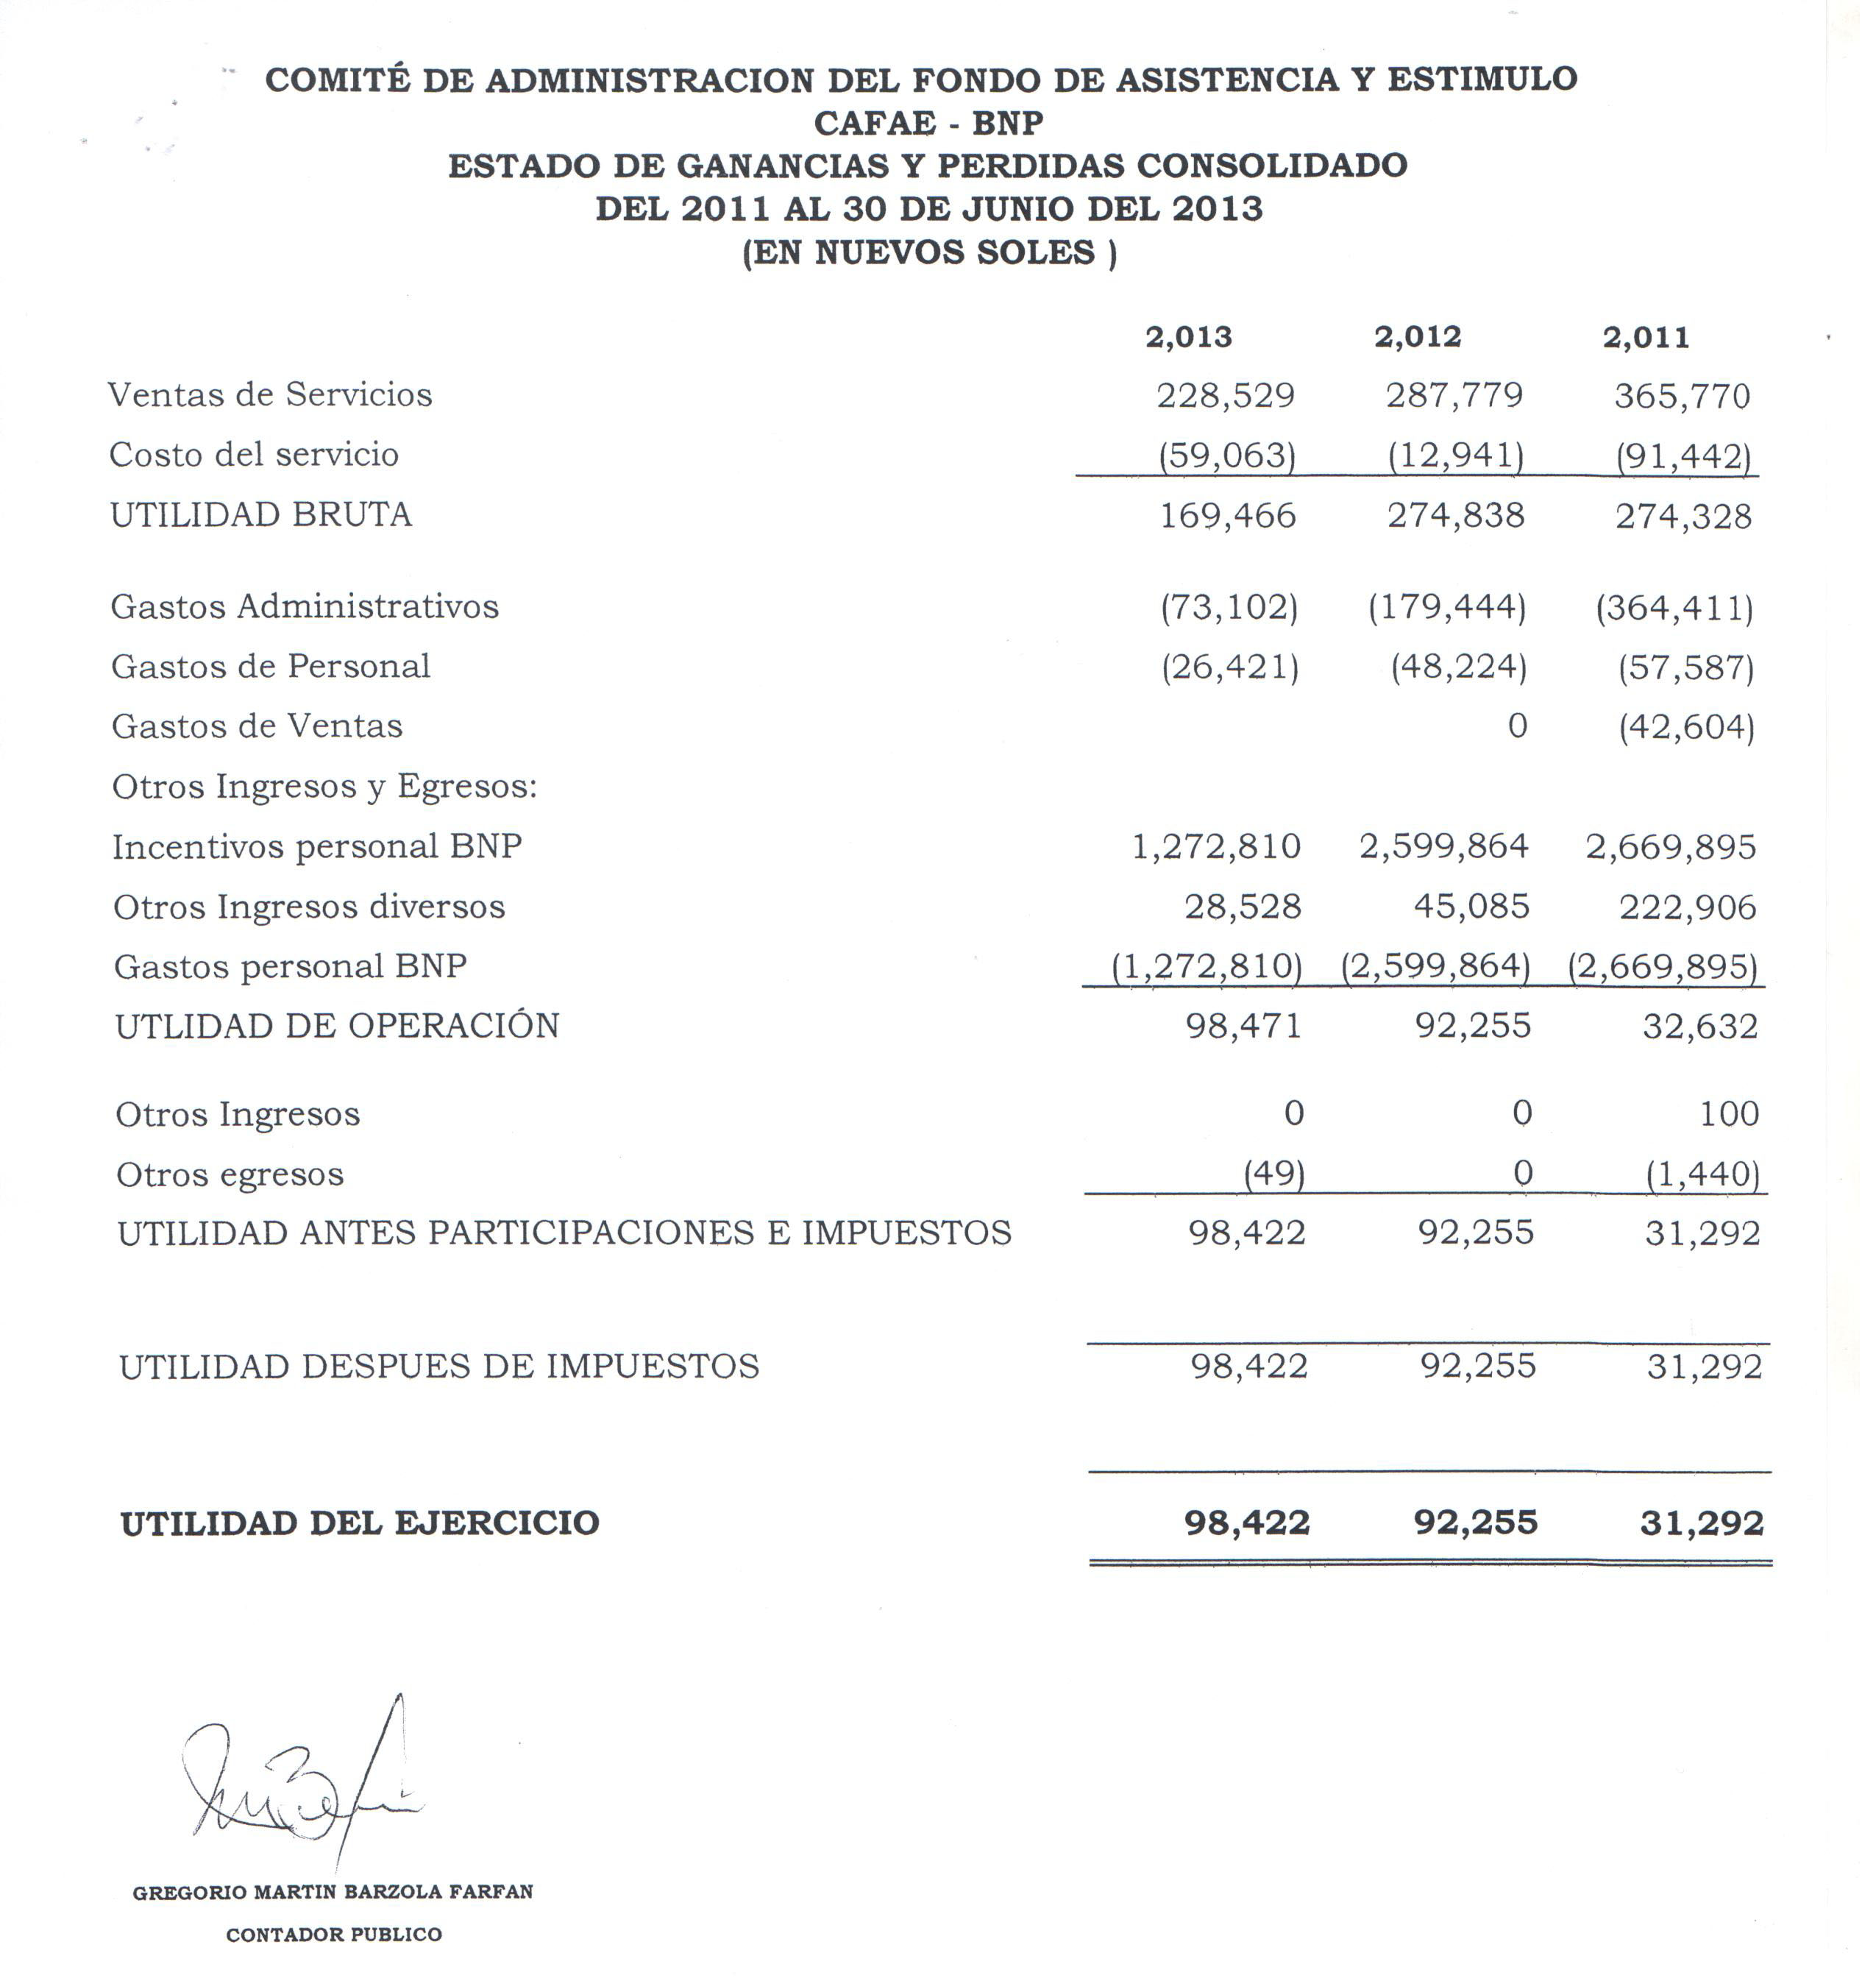 COMITÉ DE ADMINISTRACION DEL FONDO DE ASISTENCIA Y ESTIMULO
CAFAE - BNP
ESTADO DE GANANCIAS Y PERDIDAS CONSOLIDADO
DEL 2011 AL 30 DE JUNIO DEL 2013
(EN NUEVOS SOLES )
2,013 2,012 2,011
Ventas de Servicios 228,529 287,779 365,770
Costo del servicio (59,063) (12,941) (91,442)
UTILIDAD BRUTA 169,466 274,838 274,328
Gastos Administrativos (73,102) (179,444) (364,411)
Gastos de Personal (26,421) (48,224) (57,587)
Gastos de Ventas 0 (42,604)
Otros Ingresos y Egresos:
Incentivos personal BNP 1,272,810 2,599,864 2,669,895
Otros Ingresos diversos 28,528 45,085 222,906
Gastos personal BNP (1,272,810) (2,599,864) (2,669,895)
UTLIDAD DE OPERACIÓN 98,471 92,255 32,632
Otros Ingresos 0 0 100
Otros egresos (49) 0 (1,440)
UTILIDAD ANTES PARTICIPACIONES E IMPUESTOS 98,422 92,255 31,292
UTILIDAD DESPUES DE IMPUESTOS 98,422 92,255 31,292
UTILIDAD DEL EJERCICIO 98,422 92,255 31,292
GREGORIO MARTIN BARZOLA FARFAN
CONTADOR PUBLICO